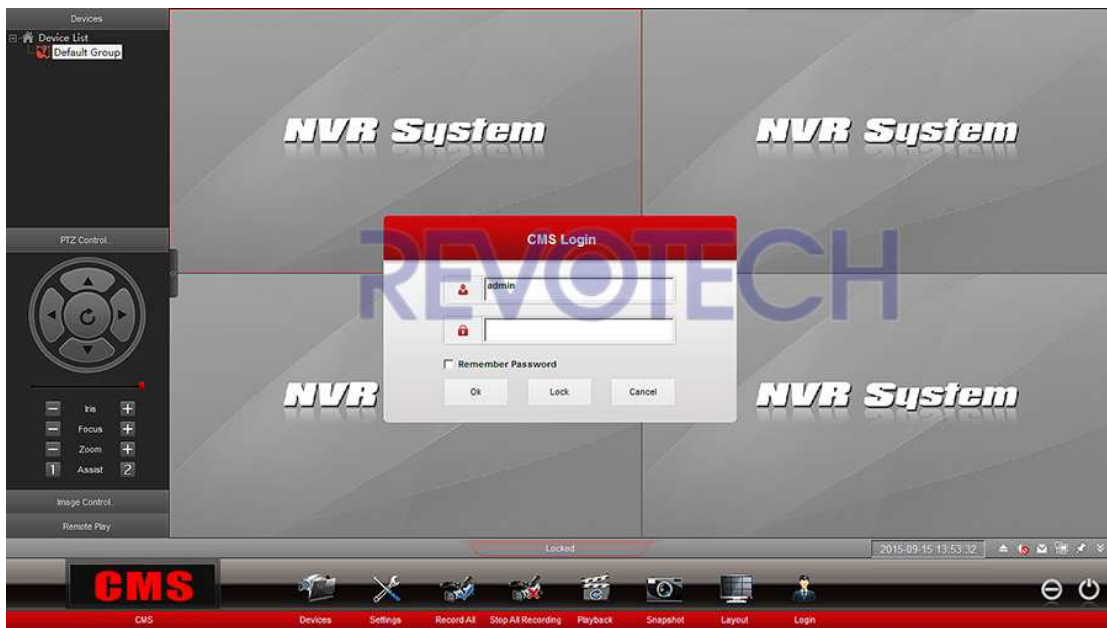 Devices
Device List
Default Group
NVR System
NVR System
PTZ Control...
CMS Login
REVOTECH
admin
Remember Password
Ok Lock Cancel
NVR
NVR System
Iris
Focus
Zoom
1 Assist 2
Image Control..
Remote Play
Locked
2015-09-15 13:53:32
CMS
CMS Devices Settings Record All Stop All Recording Playback Snapshot Layout Login